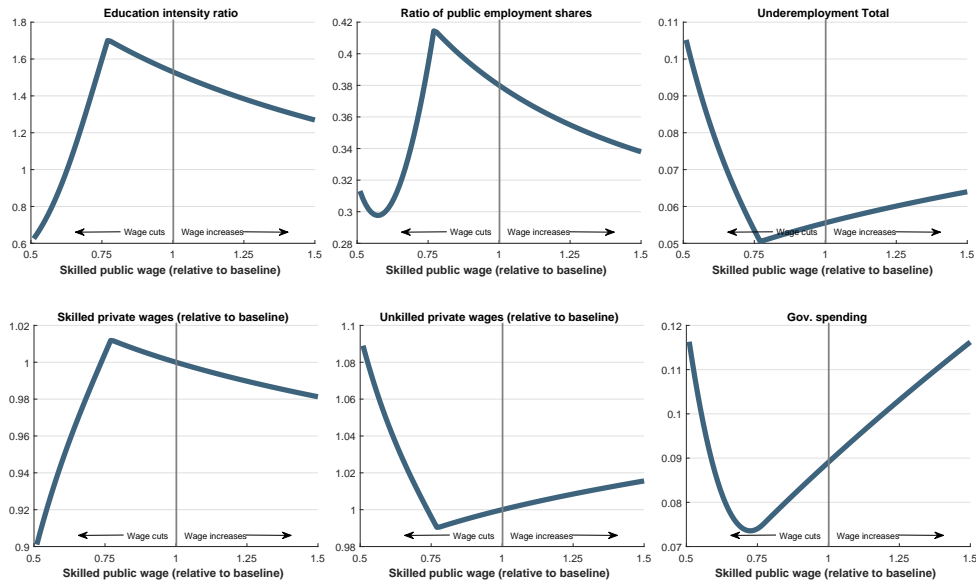 Education intensity ratio
1.8
1.6
1.4
1.2
1
0.8
0.6
Wage cuts Wage increases
0.5 0.75 1 1.25 1.5
Skilled public wage (relative to baseline)
Ratio of public employment shares
0.42
0.4
0.38
0.36
0.34
0.32
0.3
0.28
Wage cuts Wage increases
0.5 0.75 1 1.25 1.5
Skilled public wage (relative to baseline)
Underemployment Total
0.11
0.1
0.09
0.08
0.07
0.06
0.05
Wage cuts Wage increases
0.5 0.75 1 1.25 1.5
Skilled public wage (relative to baseline)
Skilled private wages (relative to baseline)
1.02
1
0.98
0.96
0.94
0.92
0.9
Wage cuts Wage increases
0.5 0.75 1 1.25 1.5
Skilled public wage (relative to baseline)
Unkilled private wages (relative to baseline)
1.1
1.08
1.06
1.04
1.02
1
0.98
Wage cuts Wage increases
0.5 0.75 1 1.25 1.5
Skilled public wage (relative to baseline)
Gov. spending
0.12
0.11
0.1
0.09
0.08
0.07
Wage cuts Wage increases
0.5 0.75 1 1.25 1.5
Skilled public wage (relative to baseline)